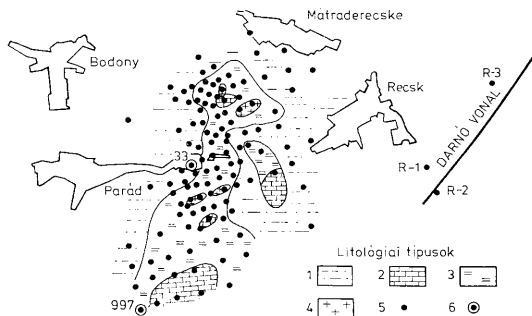 Mátraderecske
Bodony
R-3
Recsk
DARNÓ VONAL
33
R-1
R-2
Parád
Litológiai típusok
1 2 3
997
4 5 6